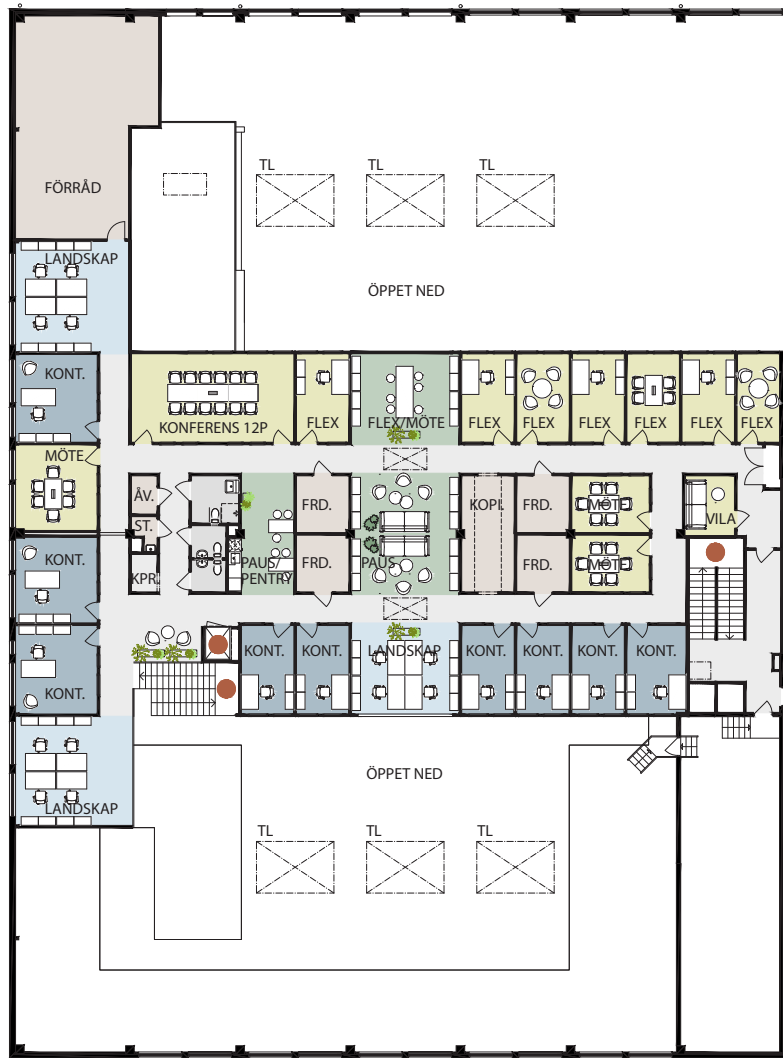 TL
TL
TL
FÖRRÅD
LANDSKAP
ÖPPET NED
KONT.
KONFERENS 12P
FLEX
FLEX/MÖTE
FLEX
FLEX
FLEX
FLEX
FLEX
FLEX
MÖTE
ÅV.
FRD.
KOPI.
FRD.
MÖTE
VILA
ST.
KONT.
KPR.
PAUS/
PENTRY
FRD.
PAUS
FRD.
MÖTE
KONT.
KONT.
KONT.
LANDSKAP
KONT.
KONT.
KONT.
KONT.
LANDSKAP
ÖPPET NED
TL
TL
TL